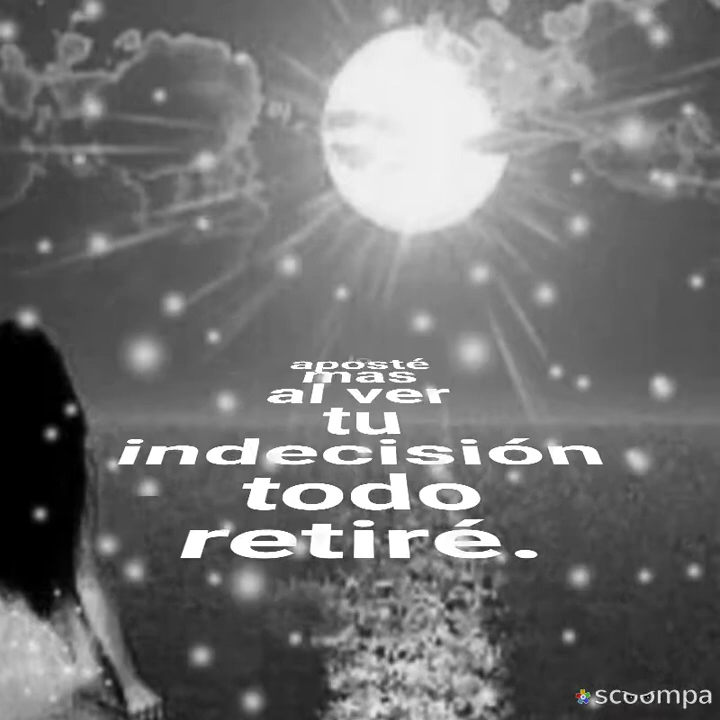 aposté
mas
al ver
tu
indecisión
todo
retiré.
scoompa